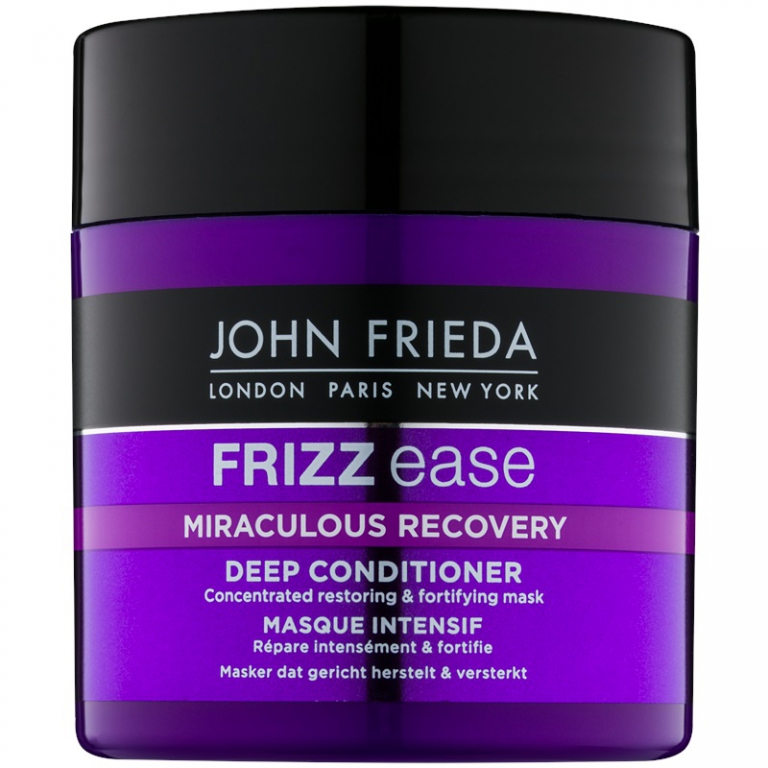 JOHN FRIEDA
LONDON PARIS NEW YORK
FRIZZ ease
MIRACULOUS RECOVERY
DEEP CONDITIONER
Concentrated restoring & fortifying mask
MASQUE INTENSIF
Répare intensément & fortifie
Masker dat gericht herstelt & versterkt